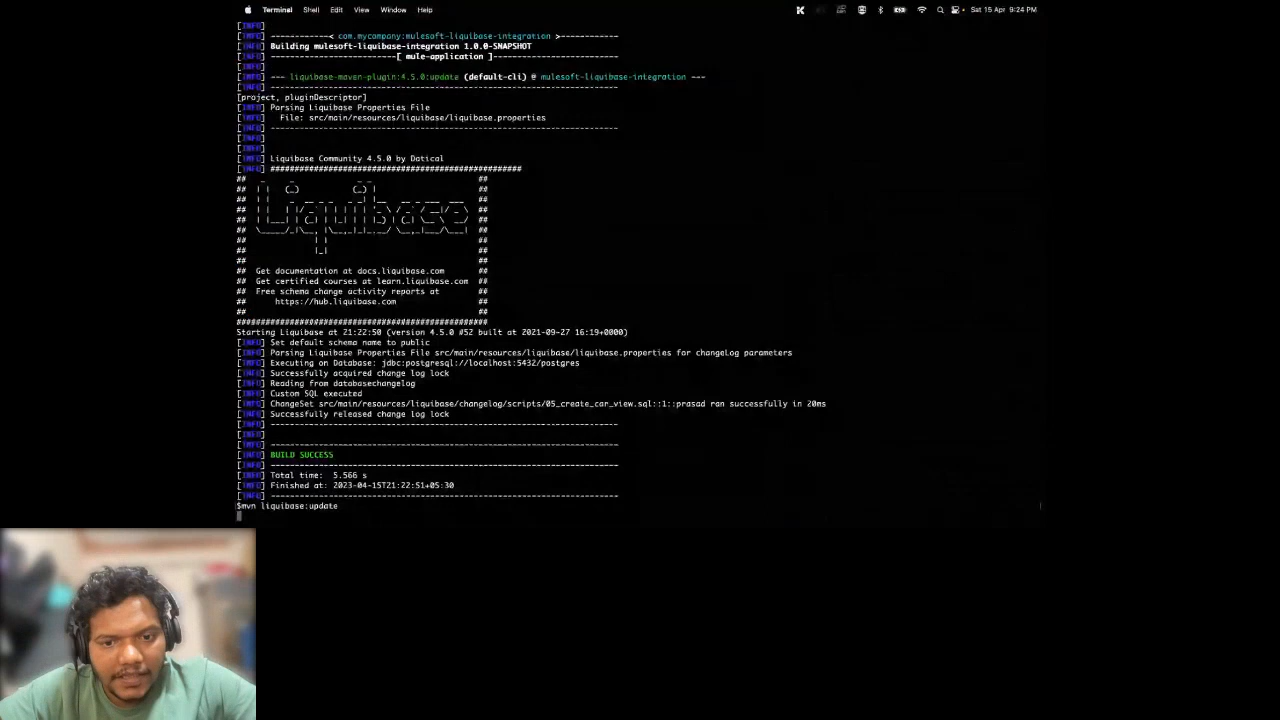 Terminal Shell Edit View Window Help Sat 15 Apr 9:24 PM
[INFO]
[INFO] ------------< com.mycompany:mulesoft-liquibase-integration >------------
[INFO] Building mulesoft-liquibase-integration 1.0.0-SNAPSHOT
[INFO] --------------------------[ mule-application ]--------------------------
[INFO]
[INFO] --- liquibase-maven-plugin:4.5.0:update (default-cli) @ mulesoft-liquibase-integration ---
[INFO] ------------------------------------------------------------------------
[project, pluginDescriptor]
[INFO] Parsing Liquibase Properties File
[INFO]   File: src/main/resources/liquibase/liquibase.properties
[INFO] ------------------------------------------------------------------------
[INFO]
[INFO]
[INFO] Liquibase Community 4.5.0 by Datical
[INFO] ####################################################
Liquibase
## Get documentation at docs.liquibase.com ##
## Get certified courses at learn.liquibase.com ##
## Free schema change activity reports at ##
## https://hub.liquibase.com ##
## ##
####################################################
Starting Liquibase at 21:22:50 (version 4.5.0 #52 built at 2021-09-27 16:19+0000)
[INFO] Set default schema name to public
[INFO] Parsing Liquibase Properties File src/main/resources/liquibase/liquibase.properties for changeLog parameters
[INFO] Executing on Database: jdbc:postgresql://localhost:5432/postgres
[INFO] Successfully acquired change log lock
[INFO] Reading from databasechangelog
[INFO] Custom SQL executed
[INFO] ChangeSet src/main/resources/liquibase/changelog/scripts/05_create_car_view.sql::1::prasad ran successfully in 20ms
[INFO] Successfully released change log lock
[INFO] ------------------------------------------------------------------------
[INFO]
[INFO] ------------------------------------------------------------------------
[INFO] BUILD SUCCESS
[INFO] ------------------------------------------------------------------------
[INFO] Total time:  5.566 s
[INFO] Finished at: 2023-04-15T21:22:51+05:30
[INFO] ------------------------------------------------------------------------
$mvn liquibase:update